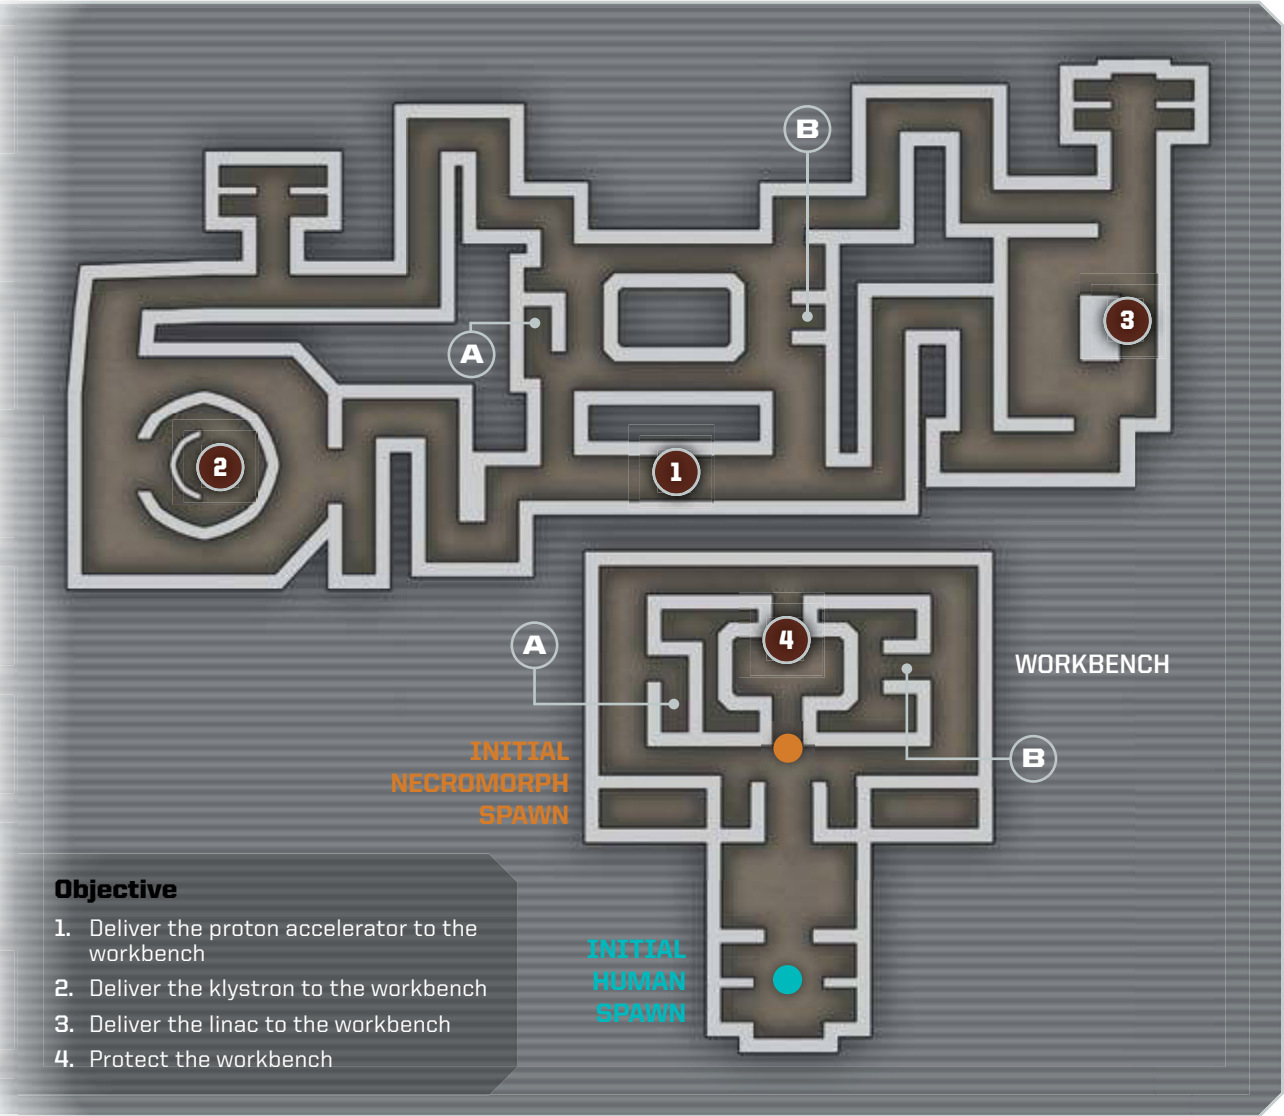 B
3
A
2
1
4
A
WORKBENCH
B
INITIAL
NECROMORPH
SPAWN
Objective
1. Deliver the proton accelerator to the
workbench
2. Deliver the klystron to the workbench
3. Deliver the linac to the workbench
4. Protect the workbench
INITIAL
HUMAN
SPAWN